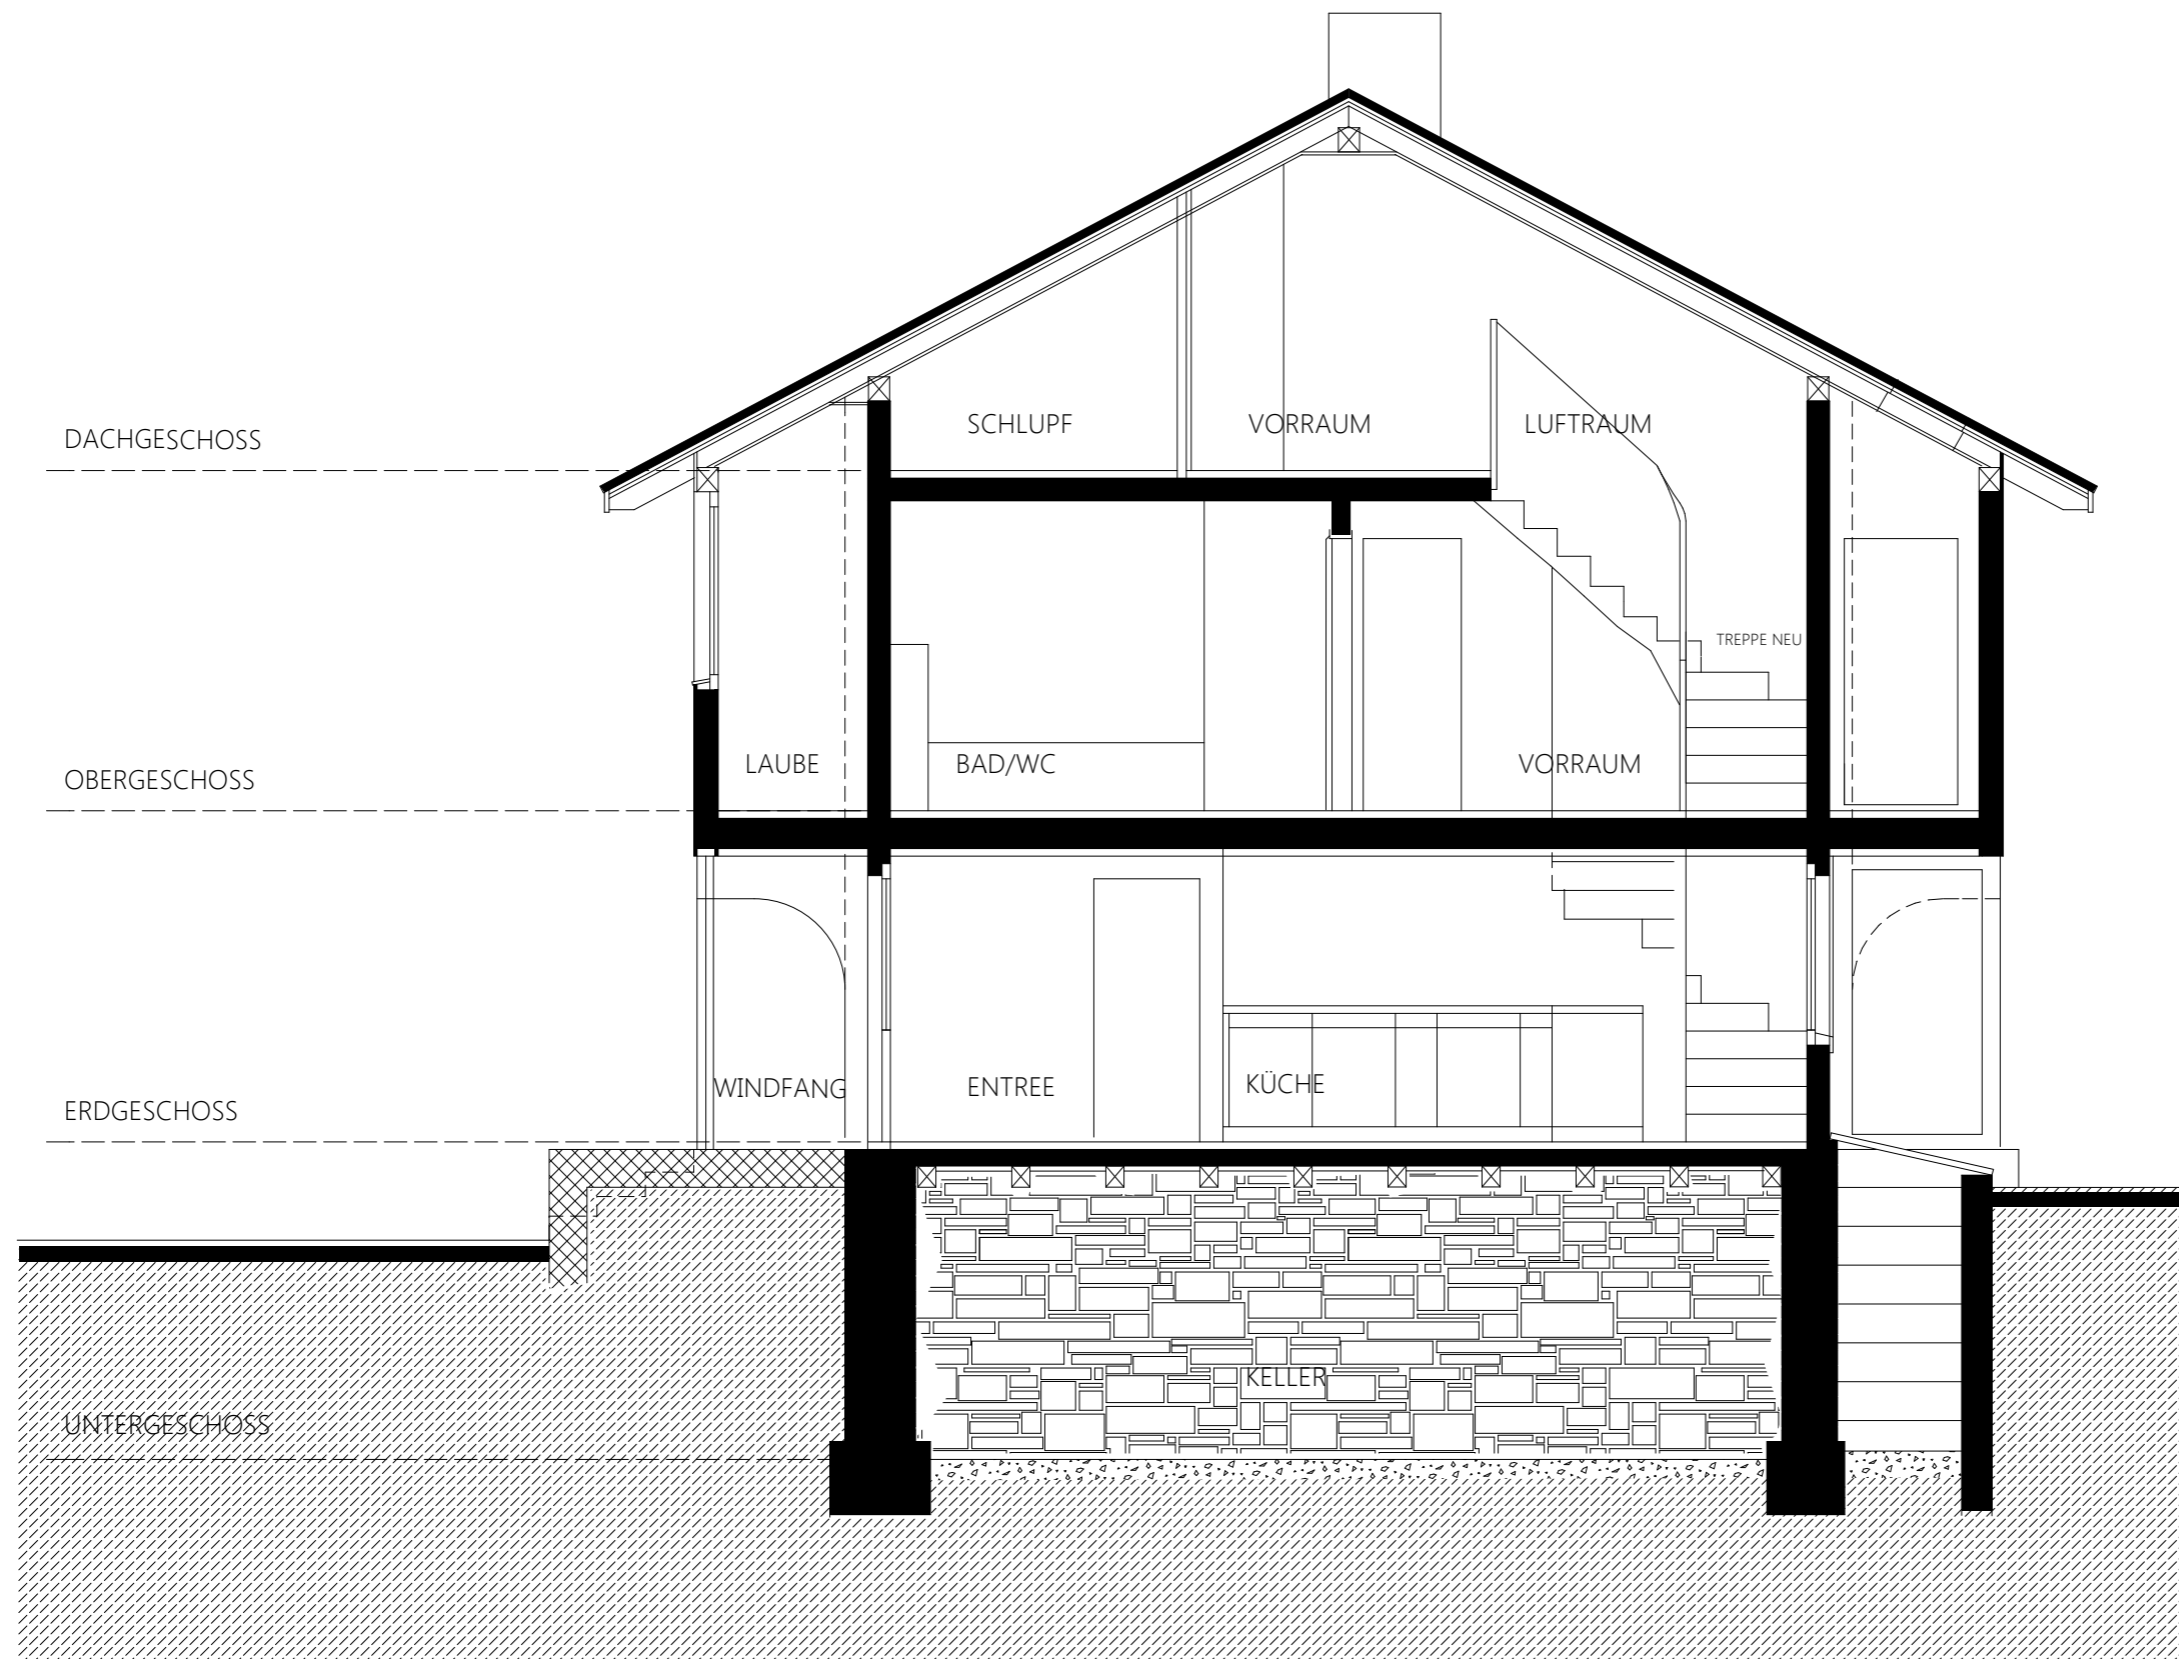 DACHGESCHOSS
SCHLUPF
VORRAUM
LUFTRAUM
TREPPE NEU
OBERGESCHOSS
LAUBE
BAD/WC
VORRAUM
ERDGESCHOSS
WINDFANG
ENTREE
KÜCHE
UNTERGESCHOSS
KELLER